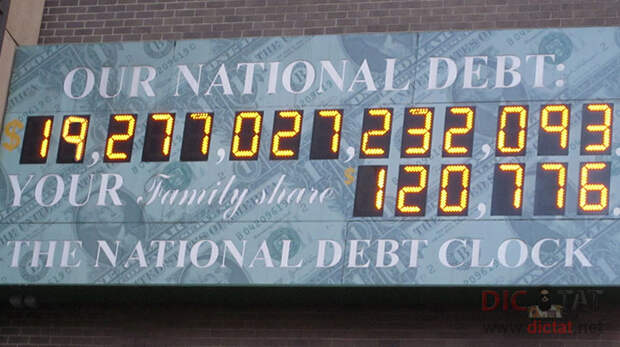 OUR NATIONAL DEBT:
$19,277,027,232,093.
YOUR Family share $120,776.
THE NATIONAL DEBT CLOCK
DICTAT
www.dictat.net